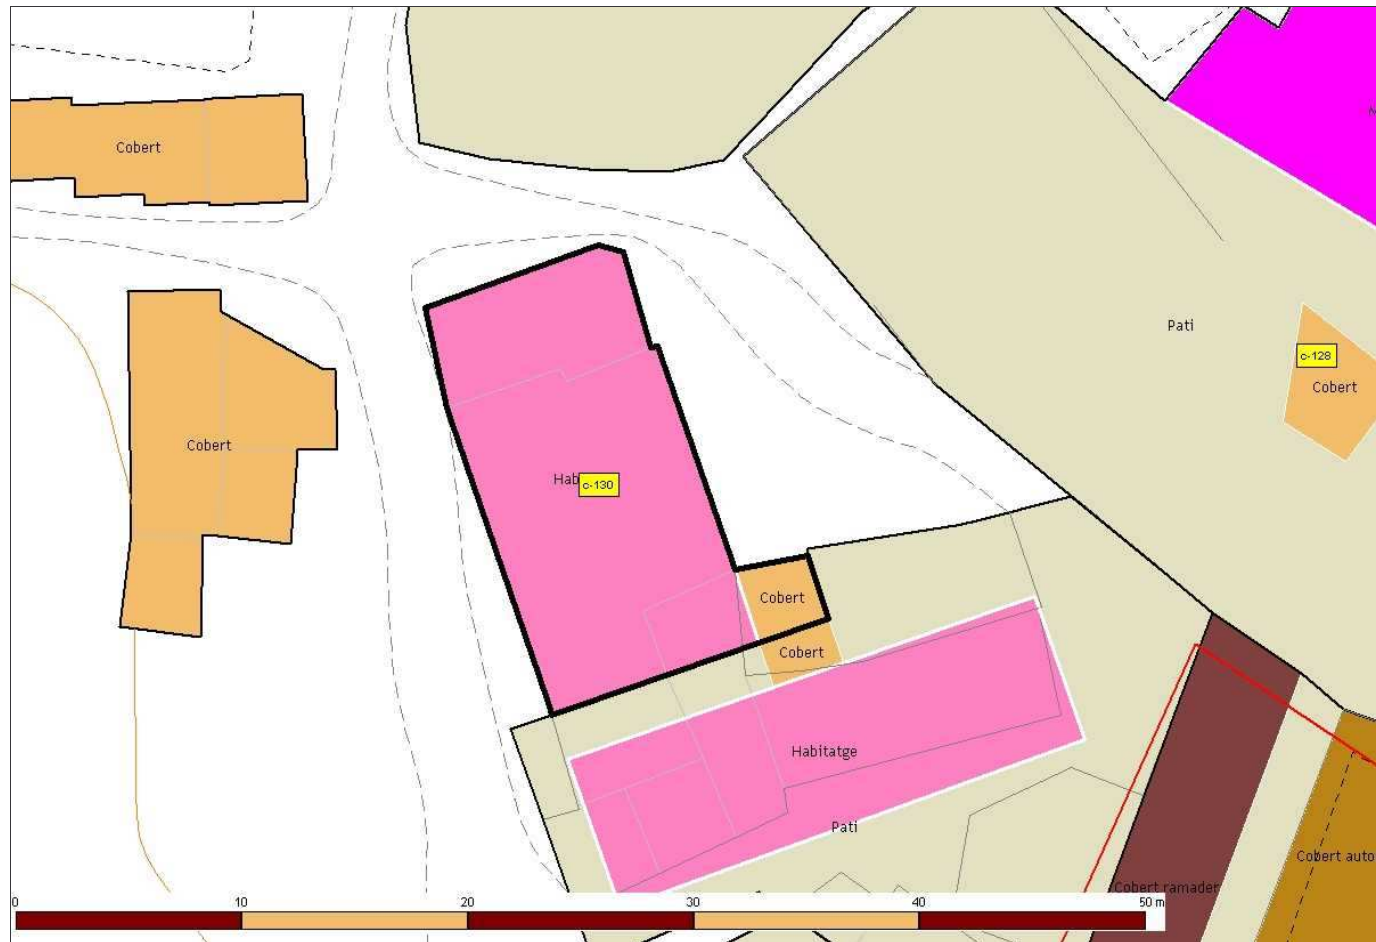 Cobert
Pati
c-128
Cobert
Cobert
Hab
c-130
Cobert
Cobert
Habitatge
Pati
Cobert auto
Cobert ramader
0 10 20 30 40 50 m